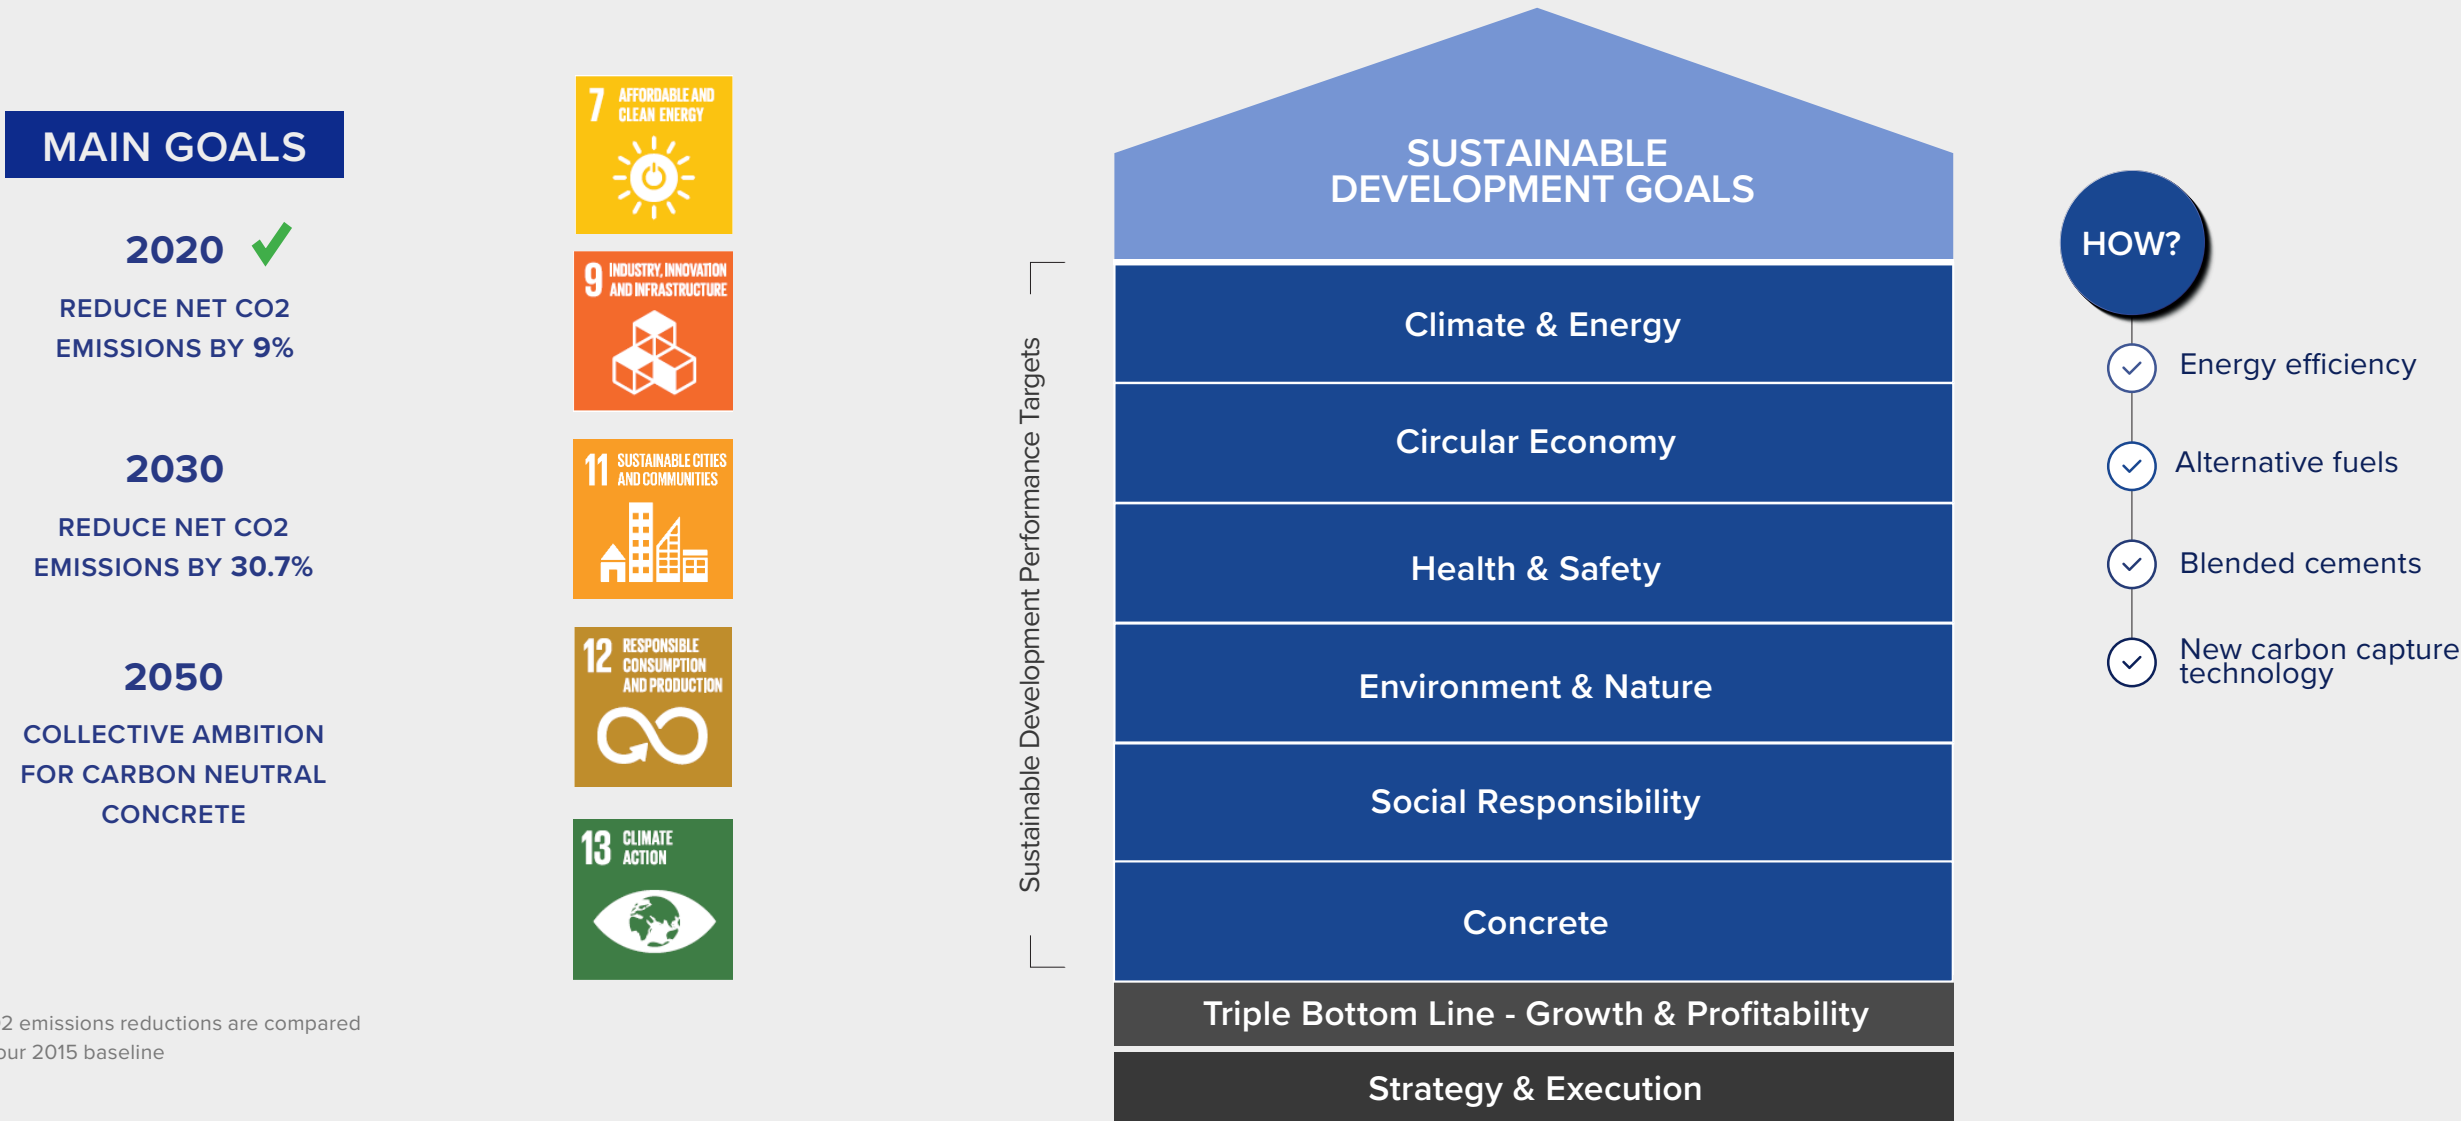 MAIN GOALS
2020
REDUCE NET CO2
EMISSIONS BY 9%
2030
REDUCE NET CO2
EMISSIONS BY 30.7%
2050
COLLECTIVE AMBITION
FOR CARBON NEUTRAL
CONCRETE
2 emissions reductions are compared
our 2015 baseline
7 AFFORDABLE AND
CLEAN ENERGY
9 INDUSTRY, INNOVATION
AND INFRASTRUCTURE
11 SUSTAINABLE CITIES
AND COMMUNITIES
12 RESPONSIBLE
CONSUMPTION
AND PRODUCTION
13 CLIMATE
ACTION
Sustainable Development Performance Targets
SUSTAINABLE
DEVELOPMENT GOALS
Climate & Energy
Circular Economy
Health & Safety
Environment & Nature
Social Responsibility
Concrete
Triple Bottom Line - Growth & Profitability
Strategy & Execution
HOW?
Energy efficiency
Alternative fuels
Blended cements
New carbon capture
technology